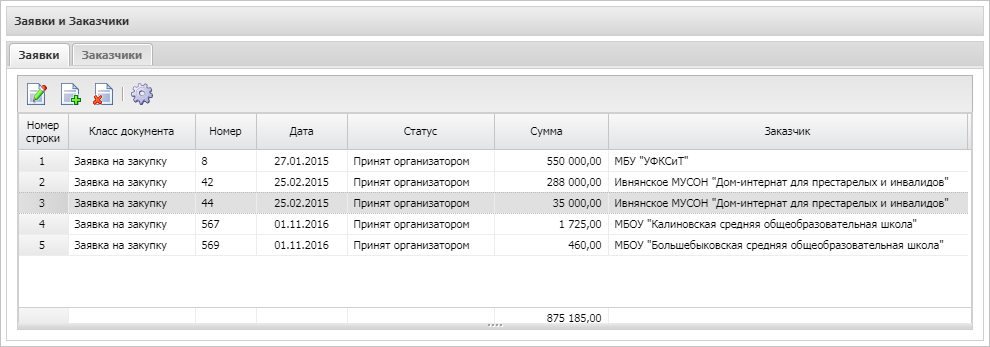 Заявки и Заказчики
Заявки Заказчики
Номер строки Класс документа Номер Дата Статус Сумма Заказчик
1 Заявка на закупку 8 27.01.2015 Принят организатором 550 000,00 МБУ "УФКСиТ"
2 Заявка на закупку 42 25.02.2015 Принят организатором 288 000,00 Ивнянское МУСОН "Дом-интернат для престарелых и инвалидов"
3 Заявка на закупку 44 25.02.2015 Принят организатором 35 000,00 Ивнянское МУСОН "Дом-интернат для престарелых и инвалидов"
4 Заявка на закупку 567 01.11.2016 Принят организатором 1 725,00 МБОУ "Калиновская средняя общеобразовательная школа"
5 Заявка на закупку 569 01.11.2016 Принят организатором 460,00 МБОУ "Большебыковская средняя общеобразовательная школа"
875 185,00